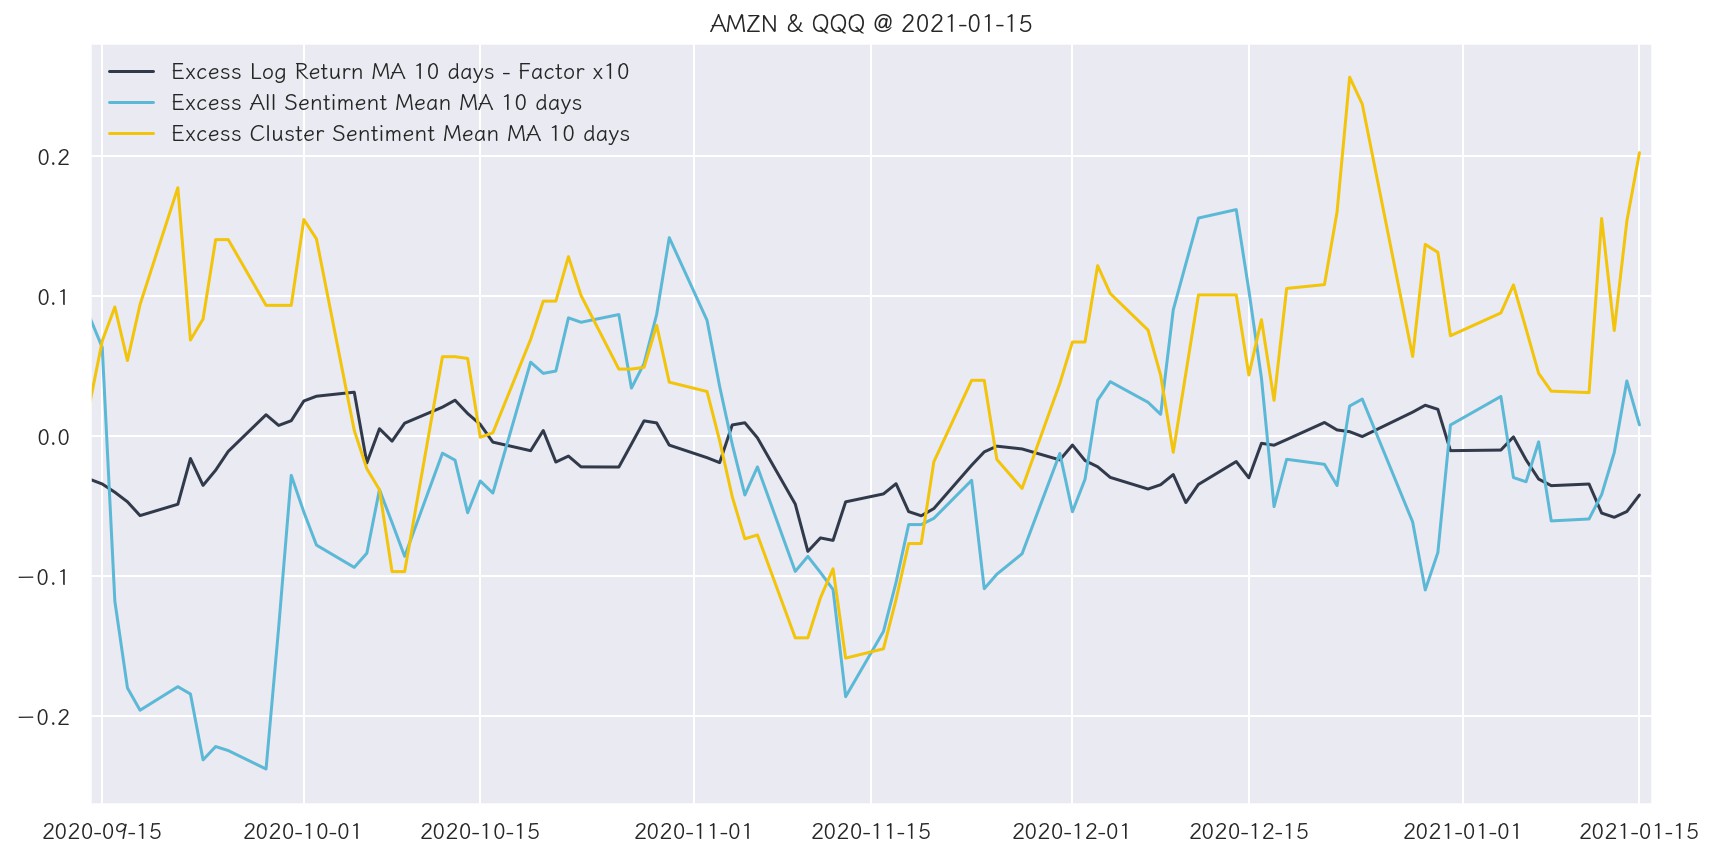 AMZN & QQQ @ 2021-01-15
Excess Log Return MA 10 days - Factor x10
Excess All Sentiment Mean MA 10 days
Excess Cluster Sentiment Mean MA 10 days
0.2
0.1
0.0
−0.1
−0.2
2020-09-15 2020-10-01 2020-10-15 2020-11-01 2020-11-15 2020-12-01 2020-12-15 2021-01-01 2021-01-15